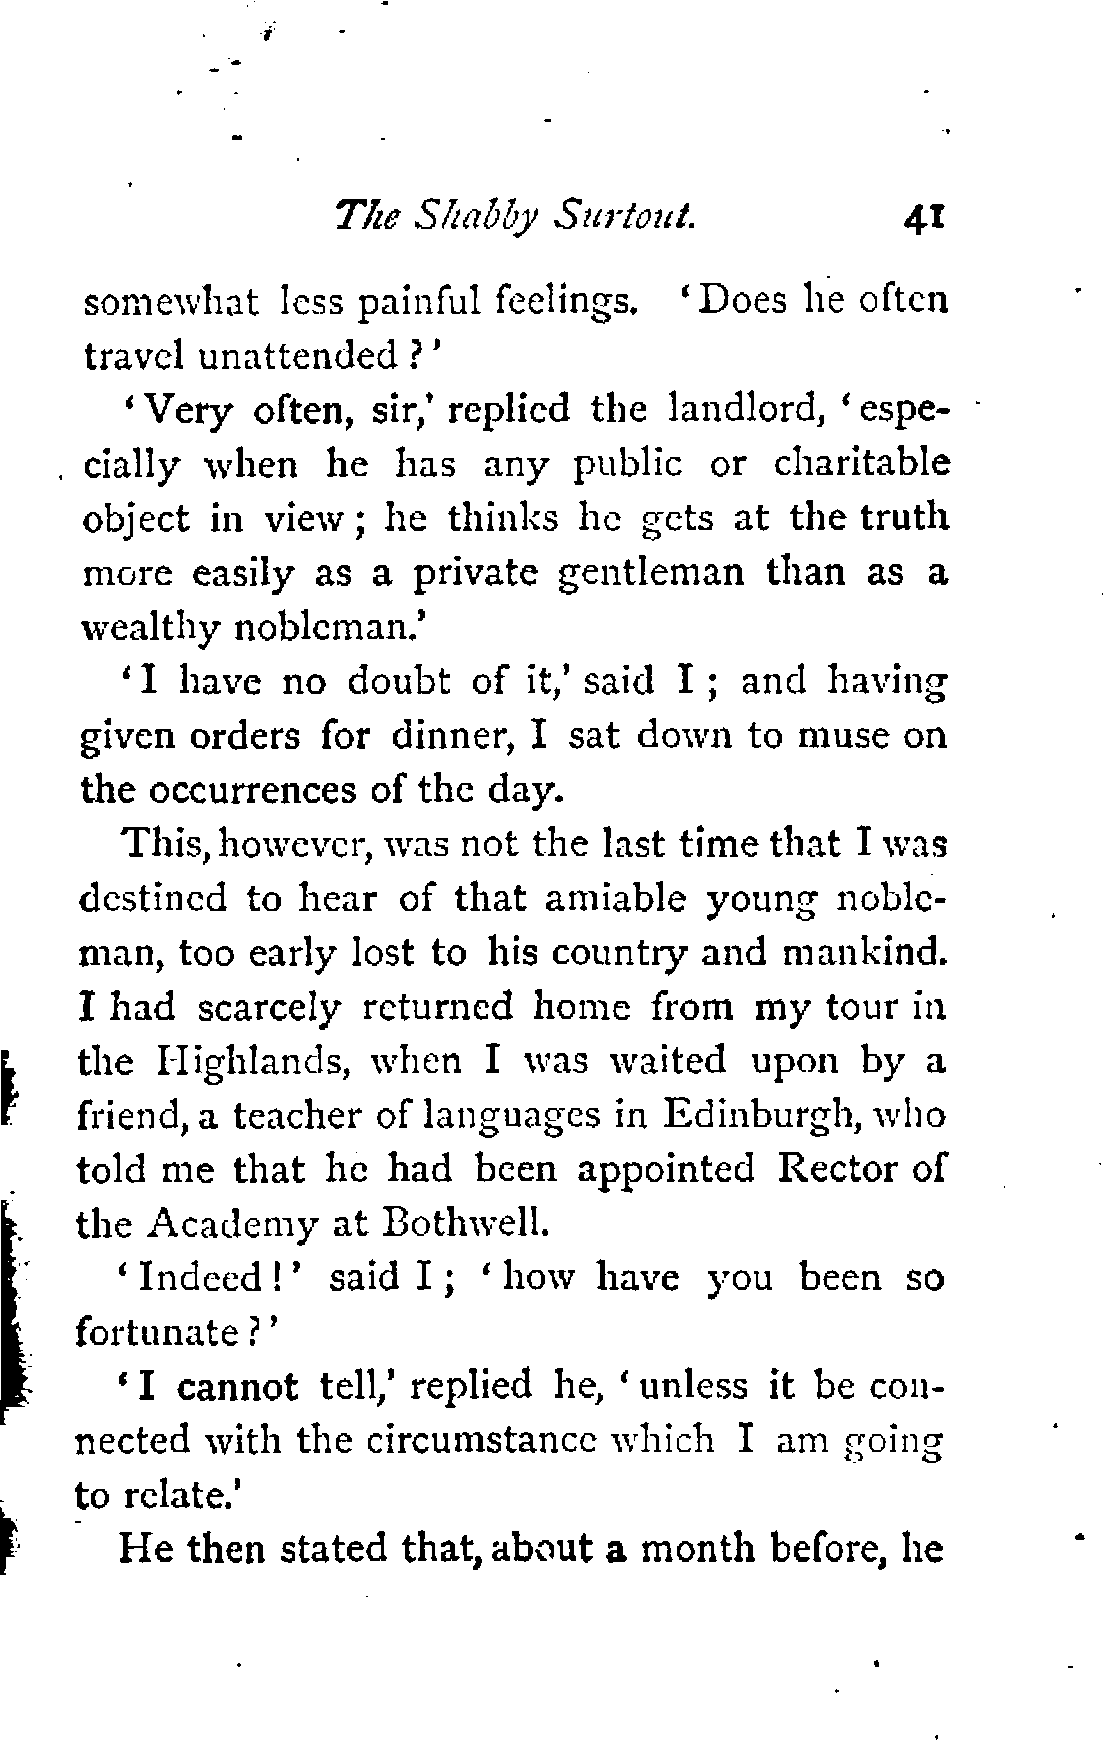 The Shabby Surtout. 41
somewhat less painful feelings. ‘Does he often
travel unattended ?’
‘Very often, sir,’ replied the landlord, ‘espe-
cially when he has any public or charitable
object in view ; he thinks he gets at the truth
more easily as a private gentleman than as a
wealthy nobleman.’
‘I have no doubt of it,’ said I ; and having
given orders for dinner, I sat down to muse on
the occurrences of the day.
This, however, was not the last time that I was
destined to hear of that amiable young noble-
man, too early lost to his country and mankind.
I had scarcely returned home from my tour in
the Highlands, when I was waited upon by a
friend, a teacher of languages in Edinburgh, who
told me that he had been appointed Rector of
the Academy at Bothwell.
‘Indeed !’ said I ; ‘how have you been so
fortunate ?’
‘I cannot tell,’ replied he, ‘unless it be con-
nected with the circumstance which I am going
to relate.’
He then stated that, about a month before, he